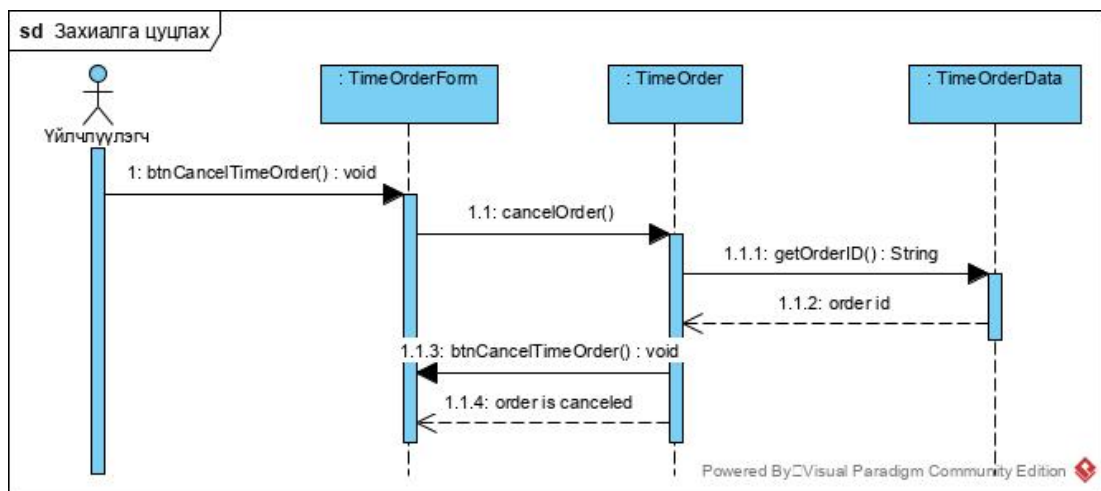 sd Захиалга цуцлах
: TimeOrderForm
: TimeOrder
: TimeOrderData
Үйлчлүүлэгч
1: btnCancelTimeOrder() : void
1.1: cancelOrder()
1.1.1: getOrderID() : String
1.1.2: order id
1.1.3: btnCancelTimeOrder() : void
1.1.4: order is canceled
Powered By□Visual Paradigm Community Edition